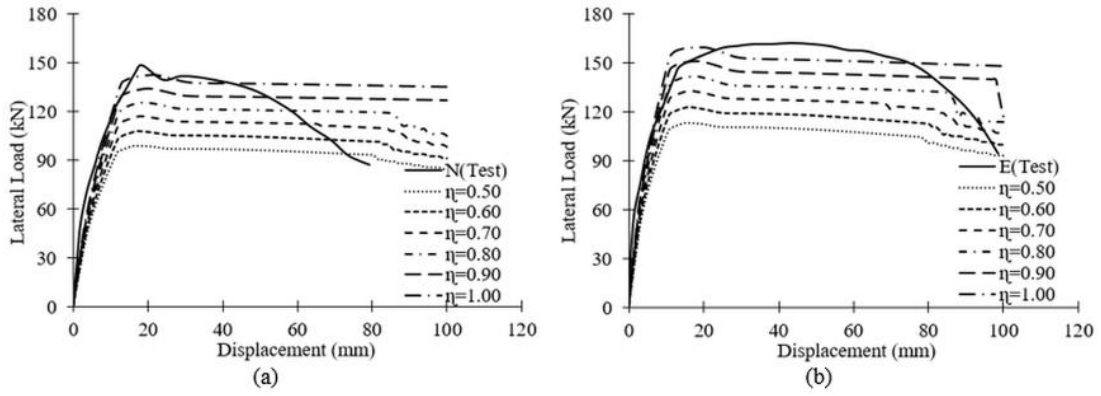 180
150
120
90
60
30
0
Lateral Load (kN)
0 20 40 60 80 100 120
Displacement (mm)
N(Test)
η=0.50
η=0.60
η=0.70
η=0.80
η=0.90
η=1.00
(a)
180
150
120
90
60
30
0
Lateral Load (kN)
0 20 40 60 80 100 120
Displacement (mm)
E(Test)
η=0.50
η=0.60
η=0.70
η=0.80
η=0.90
η=1.00
(b)